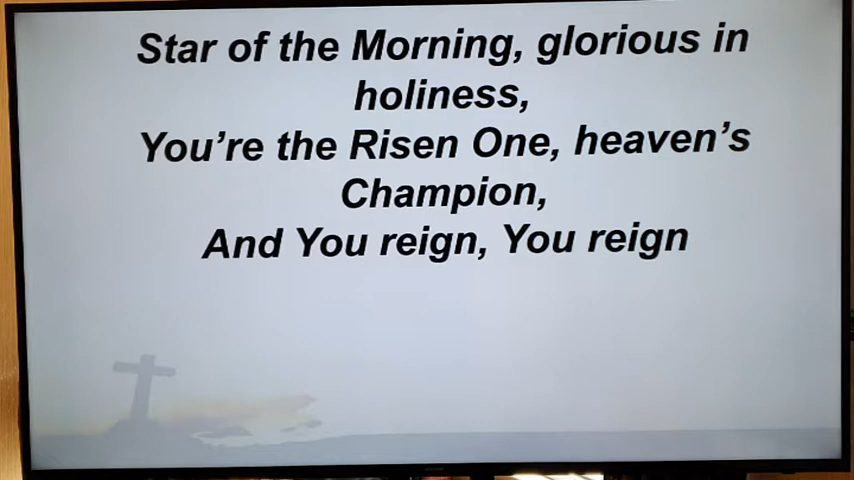 Star of the Morning, glorious in
holiness,
You’re the Risen One, heaven’s
Champion,
And You reign, You reign